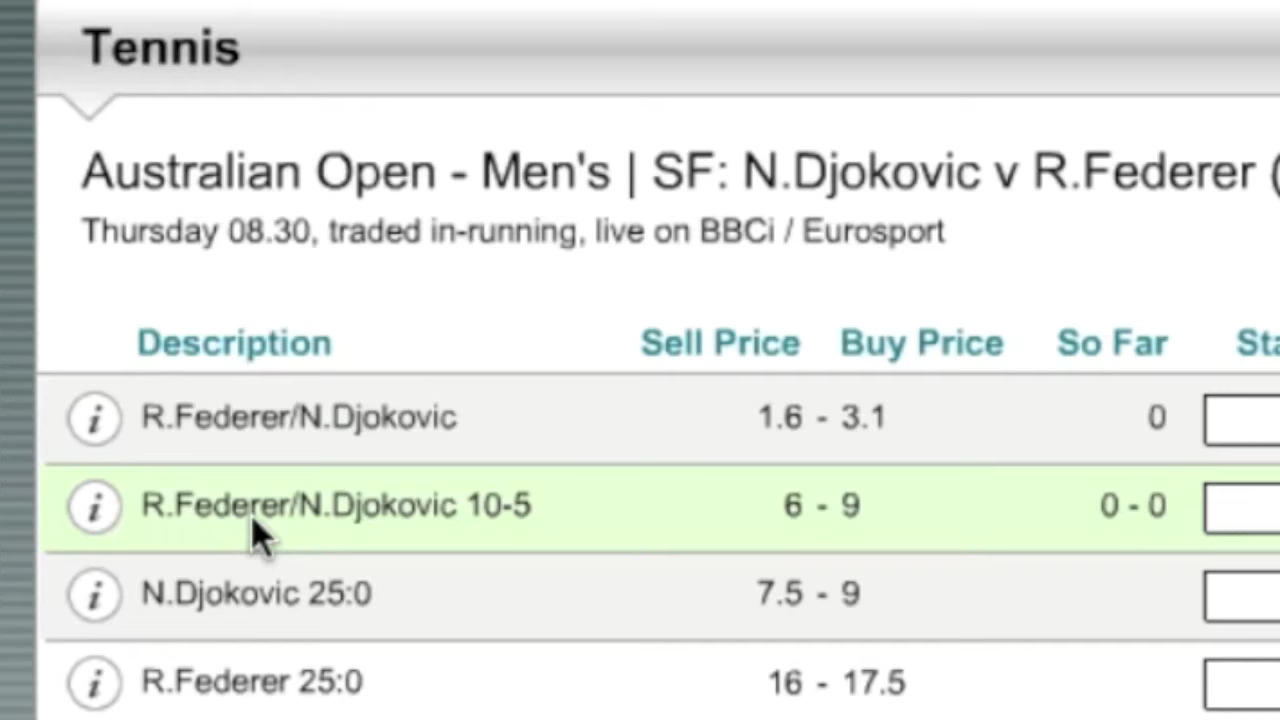 Tennis
Australian Open - Men's | SF: N.Djokovic v R.Federer (
Thursday 08.30, traded in-running, live on BBCi / Eurosport
Description Sell Price Buy Price So Far Sta
i R.Federer/N.Djokovic 1.6 - 3.1 0
i R.Federer/N.Djokovic 10-5 6 - 9 0 - 0
i N.Djokovic 25:0 7.5 - 9
i R.Federer 25:0 16 - 17.5